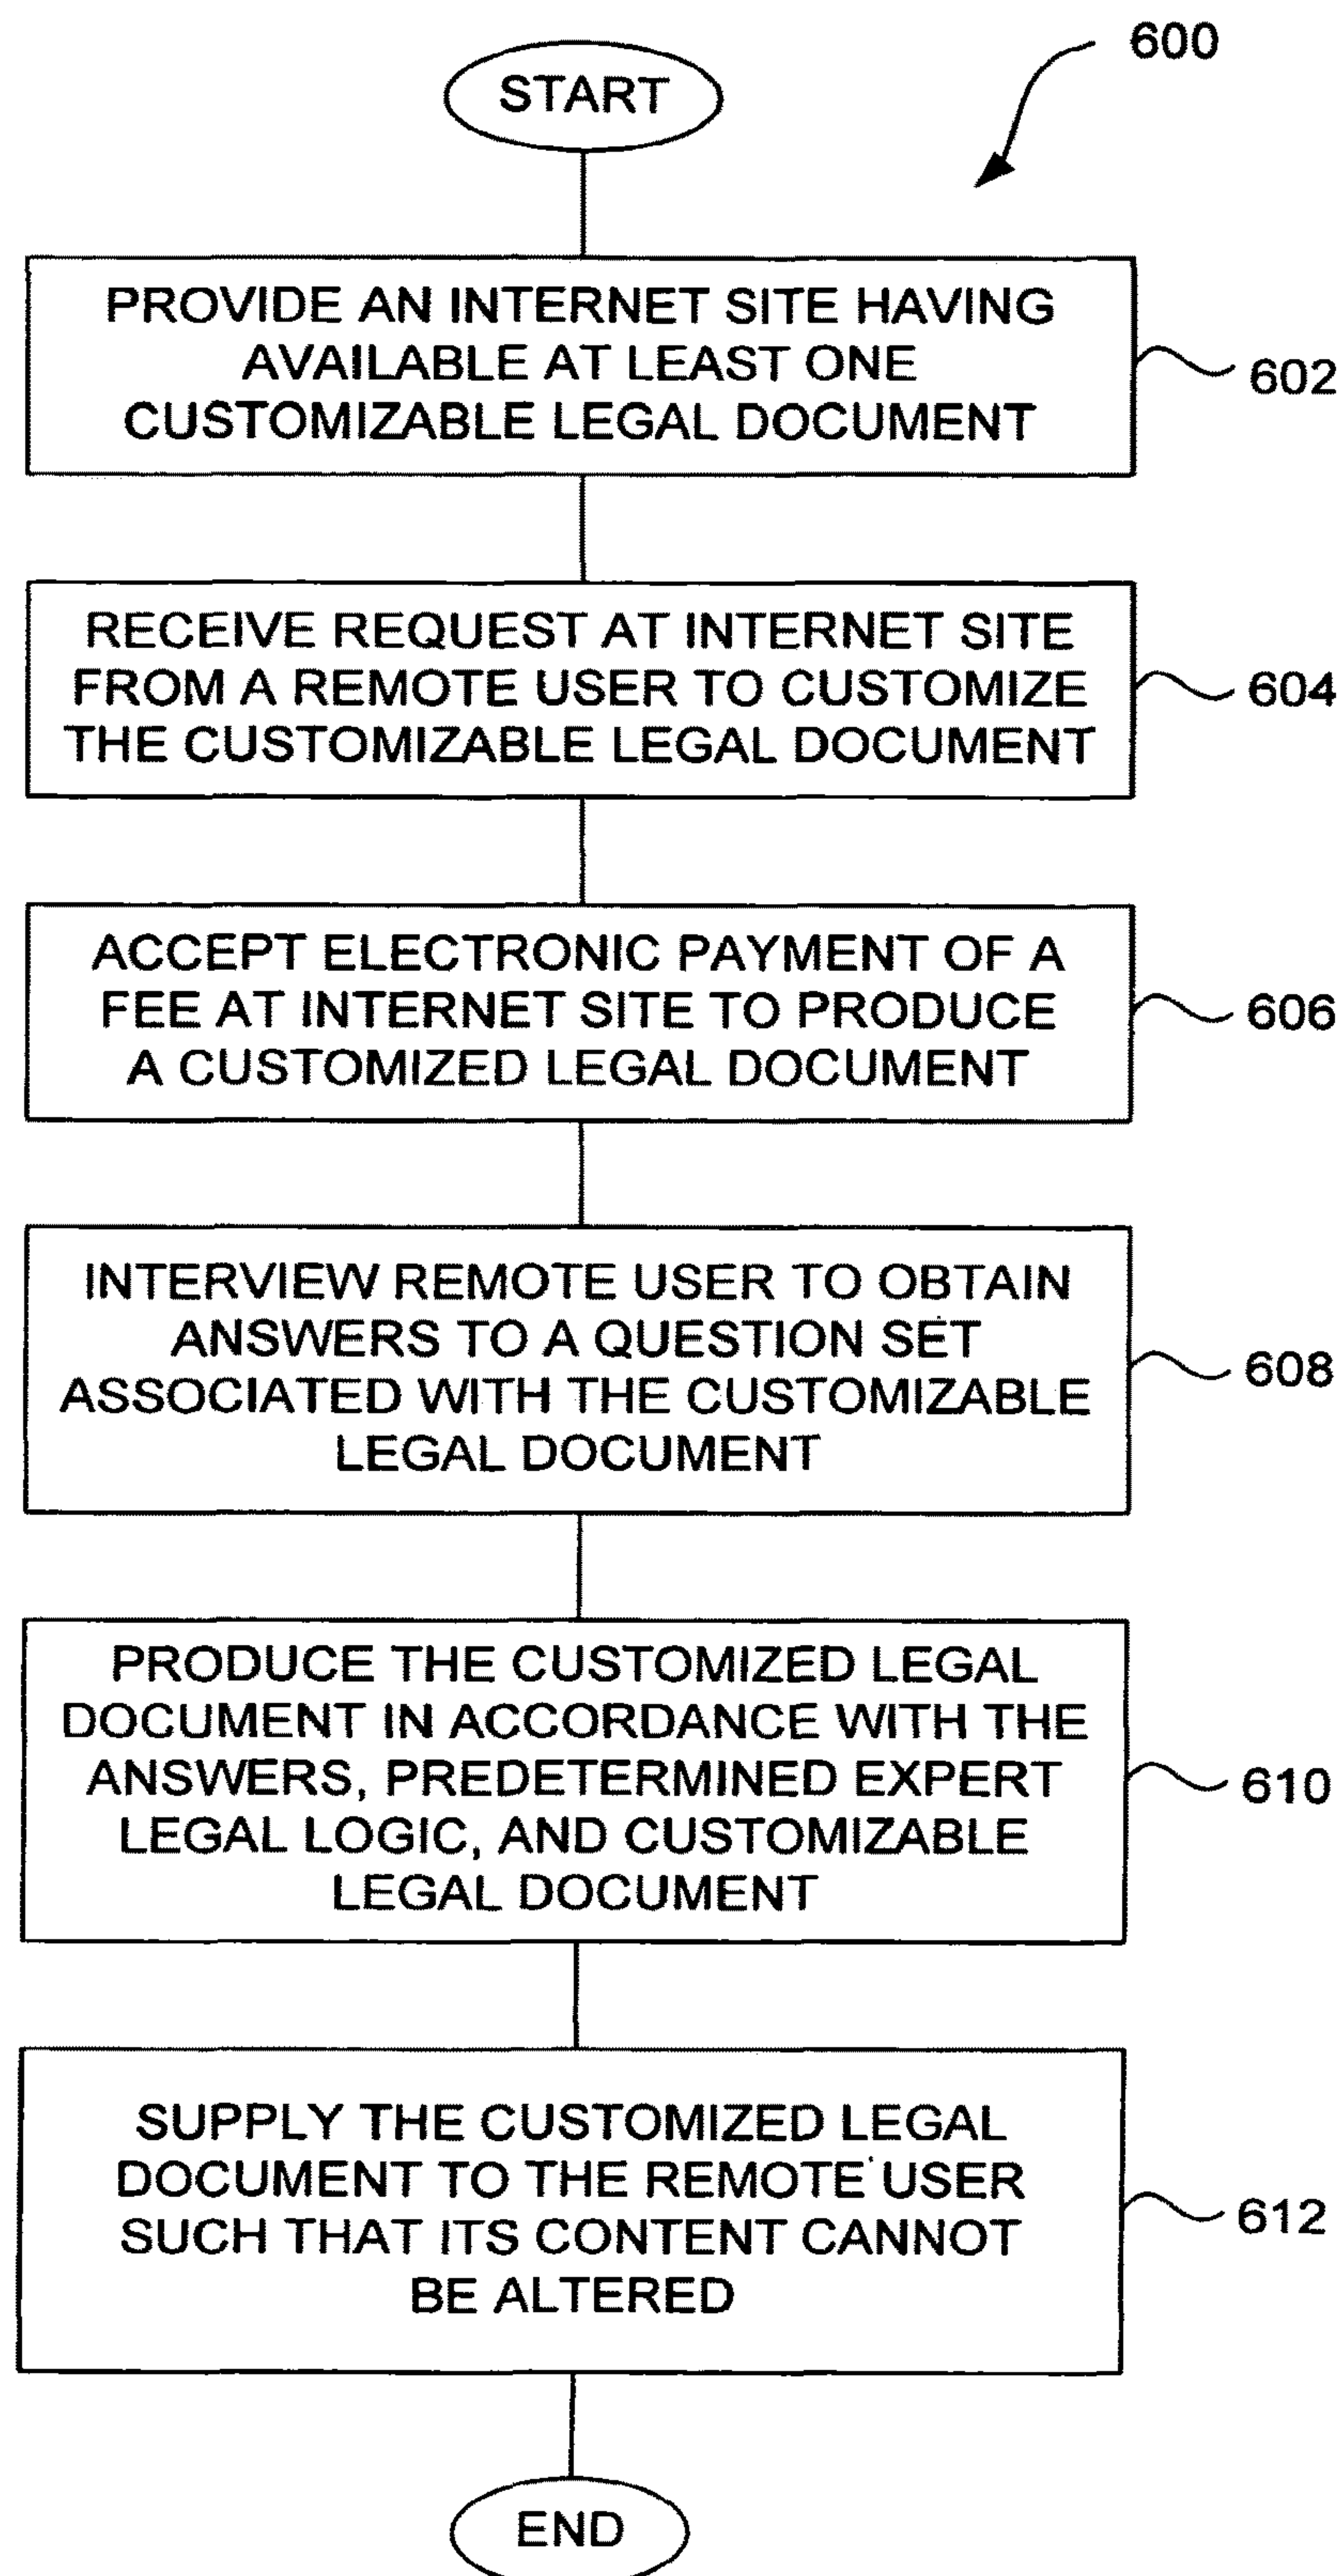 600
START
PROVIDE AN INTERNET SITE HAVING
AVAILABLE AT LEAST ONE
CUSTOMIZABLE LEGAL DOCUMENT
602
RECEIVE REQUEST AT INTERNET SITE
FROM A REMOTE USER TO CUSTOMIZE
THE CUSTOMIZABLE LEGAL DOCUMENT
604
ACCEPT ELECTRONIC PAYMENT OF A
FEE AT INTERNET SITE TO PRODUCE
A CUSTOMIZED LEGAL DOCUMENT
606
INTERVIEW REMOTE USER TO OBTAIN
ANSWERS TO A QUESTION SET
ASSOCIATED WITH THE CUSTOMIZABLE
LEGAL DOCUMENT
608
PRODUCE THE CUSTOMIZED LEGAL
DOCUMENT IN ACCORDANCE WITH THE
ANSWERS, PREDETERMINED EXPERT
LEGAL LOGIC, AND CUSTOMIZABLE
LEGAL DOCUMENT
610
SUPPLY THE CUSTOMIZED LEGAL
DOCUMENT TO THE REMOTE USER
SUCH THAT ITS CONTENT CANNOT
BE ALTERED
612
END